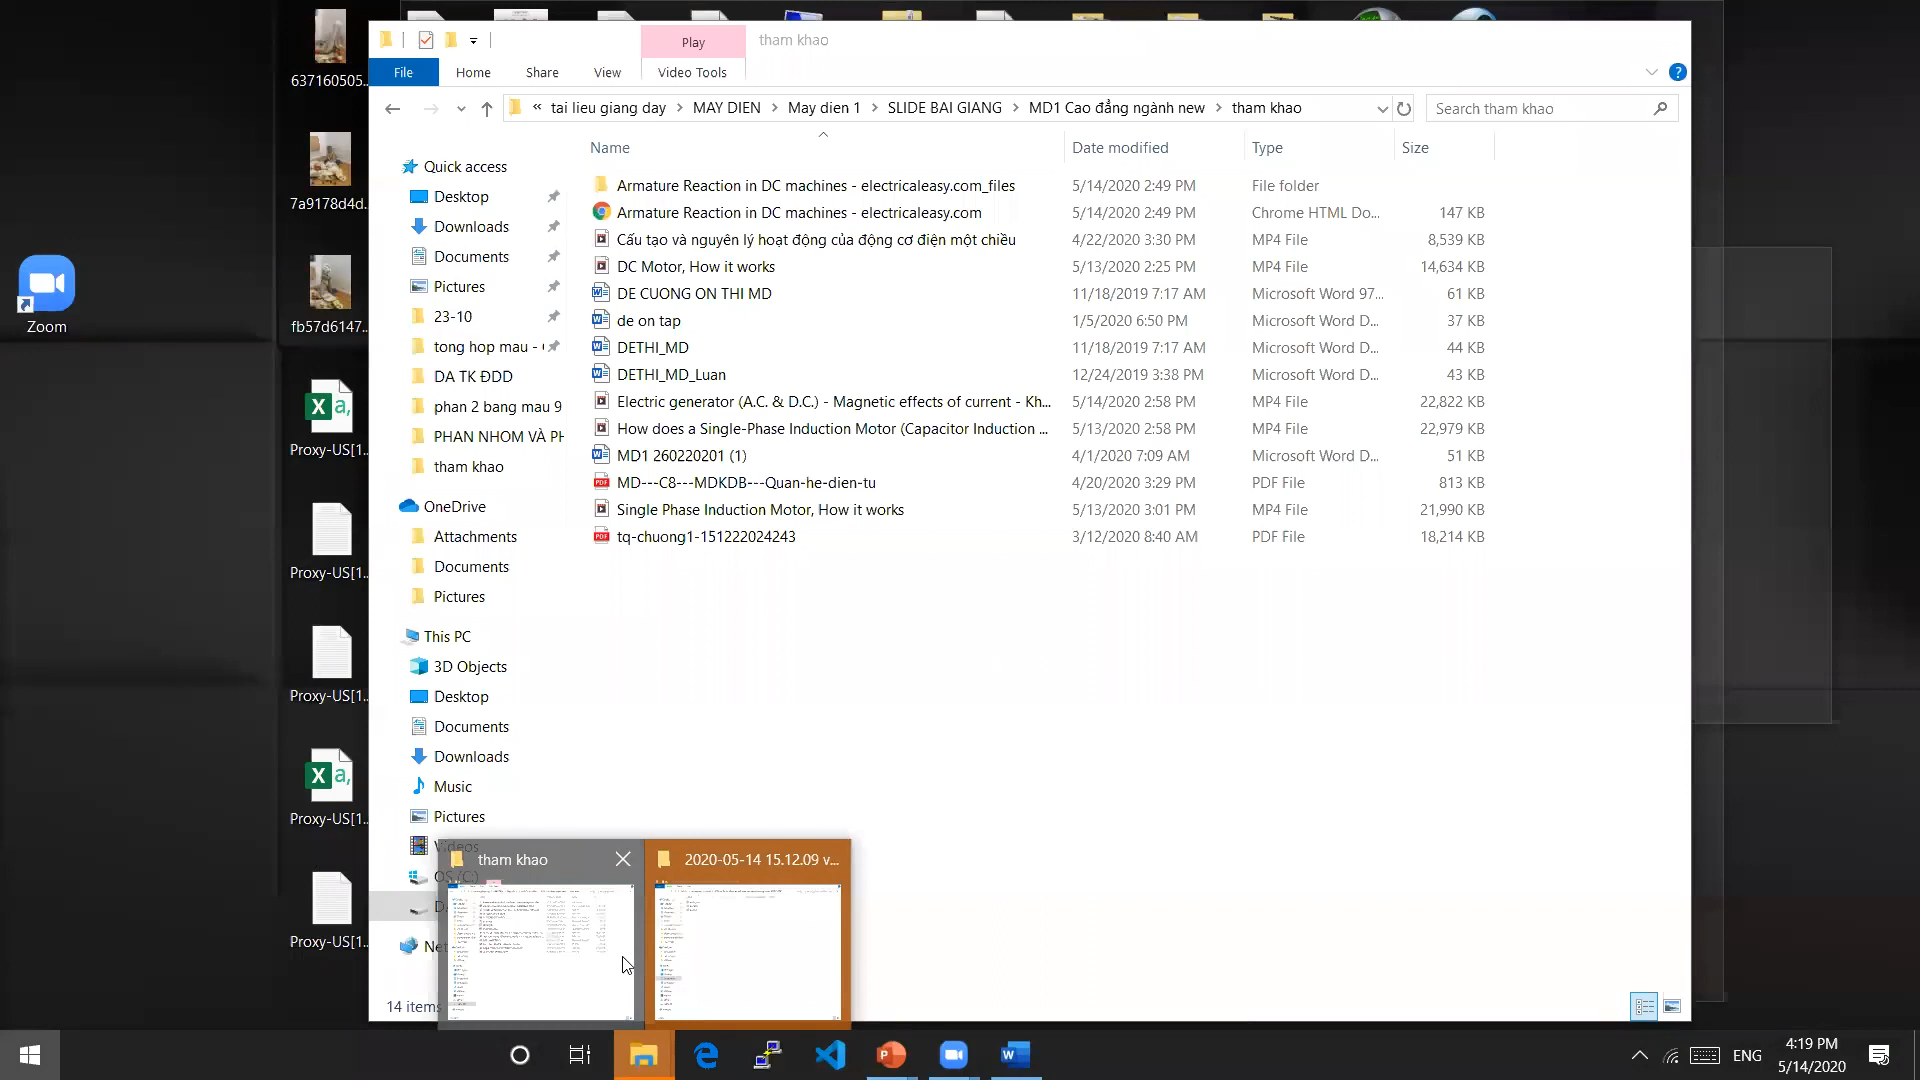 637160505...
7a9178d4d...
Zoom
fb57d6147...
Proxy-US[1...
Proxy-US[1...
Proxy-US[1...
Proxy-US[1...
Proxy-US[1...
Play
tham khao
File
Home
Share
View
Video Tools
« tai lieu giang day > MAY DIEN > May dien 1 > SLIDE BAI GIANG > MD1 Cao đẳng ngành new > tham khao
Search tham khao
Quick access
Desktop
Downloads
Documents
Pictures
23-10
tong hop mau -
DA TK ĐDD
phan 2 bang mau 9
PHAN NHOM VÀ PH
tham khao
OneDrive
Attachments
Documents
Pictures
This PC
3D Objects
Desktop
Documents
Downloads
Music
Pictures
Videos
OS (C:)
D
Net
Name Date modified Type Size
Armature Reaction in DC machines - electricaleasy.com_files 5/14/2020 2:49 PM File folder
Armature Reaction in DC machines - electricaleasy.com 5/14/2020 2:49 PM Chrome HTML Do... 147 KB
Cấu tạo và nguyên lý hoạt động của động cơ điện một chiều 4/22/2020 3:30 PM MP4 File 8,539 KB
DC Motor, How it works 5/13/2020 2:25 PM MP4 File 14,634 KB
DE CUONG ON THI MD 11/18/2019 7:17 AM Microsoft Word 97... 61 KB
de on tap 1/5/2020 6:50 PM Microsoft Word D... 37 KB
DETHI_MD 11/18/2019 7:17 AM Microsoft Word D... 44 KB
DETHI_MD_Luan 12/24/2019 3:38 PM Microsoft Word D... 43 KB
Electric generator (A.C. & D.C.) - Magnetic effects of current - Kh... 5/14/2020 2:58 PM MP4 File 22,822 KB
How does a Single-Phase Induction Motor (Capacitor Induction ... 5/13/2020 2:58 PM MP4 File 22,979 KB
MD1 260220201 (1) 4/1/2020 7:09 AM Microsoft Word D... 51 KB
MD---C8---MDKDB---Quan-he-dien-tu 4/20/2020 3:29 PM PDF File 813 KB
Single Phase Induction Motor, How it works 5/13/2020 3:01 PM MP4 File 21,990 KB
tq-chuong1-151222024243 3/12/2020 8:40 AM PDF File 18,214 KB
tham khao
2020-05-14 15.12.09 v...
14 items
ENG
4:19 PM
5/14/2020